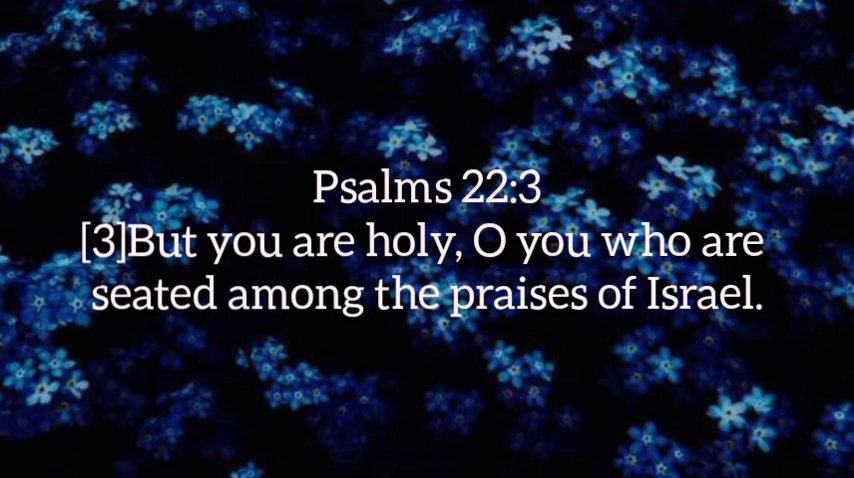 Psalms 22:3
[3]But you are holy, O you who are
seated among the praises of Israel.